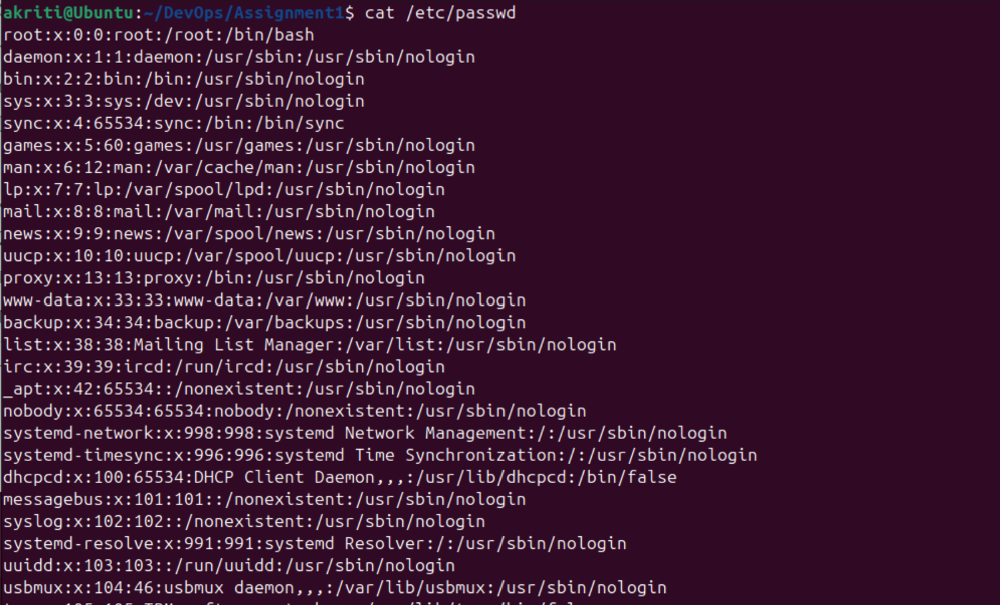 akriti@Ubuntu:~/DevOps/Assignment1$ cat /etc/passwd
root:x:0:0:root:/root:/bin/bash
daemon:x:1:1:daemon:/usr/sbin:/usr/sbin/nologin
bin:x:2:2:bin:/bin:/usr/sbin/nologin
sys:x:3:3:sys:/dev:/usr/sbin/nologin
sync:x:4:65534:sync:/bin:/bin/sync
games:x:5:60:games:/usr/games:/usr/sbin/nologin
man:x:6:12:man:/var/cache/man:/usr/sbin/nologin
lp:x:7:7:lp:/var/spool/lpd:/usr/sbin/nologin
mail:x:8:8:mail:/var/mail:/usr/sbin/nologin
news:x:9:9:news:/var/spool/news:/usr/sbin/nologin
uucp:x:10:10:uucp:/var/spool/uucp:/usr/sbin/nologin
proxy:x:13:13:proxy:/bin:/usr/sbin/nologin
www-data:x:33:33:www-data:/var/www:/usr/sbin/nologin
backup:x:34:34:backup:/var/backups:/usr/sbin/nologin
list:x:38:38:Mailing List Manager:/var/list:/usr/sbin/nologin
irc:x:39:39:ircd:/run/ircd:/usr/sbin/nologin
_apt:x:42:65534::/nonexistent:/usr/sbin/nologin
nobody:x:65534:65534:nobody:/nonexistent:/usr/sbin/nologin
systemd-network:x:998:998:systemd Network Management:/:/usr/sbin/nologin
systemd-timesync:x:996:996:systemd Time Synchronization:/:/usr/sbin/nologin
dhcpcd:x:100:65534:DHCP Client Daemon,,,:/usr/lib/dhcpcd:/bin/false
messagebus:x:101:101::/nonexistent:/usr/sbin/nologin
syslog:x:102:102::/nonexistent:/usr/sbin/nologin
systemd-resolve:x:991:991:systemd Resolver:/:/usr/sbin/nologin
uuidd:x:103:103::/run/uuidd:/usr/sbin/nologin
usbmux:x:104:46:usbmux daemon,,,:/var/lib/usbmux:/usr/sbin/nologin